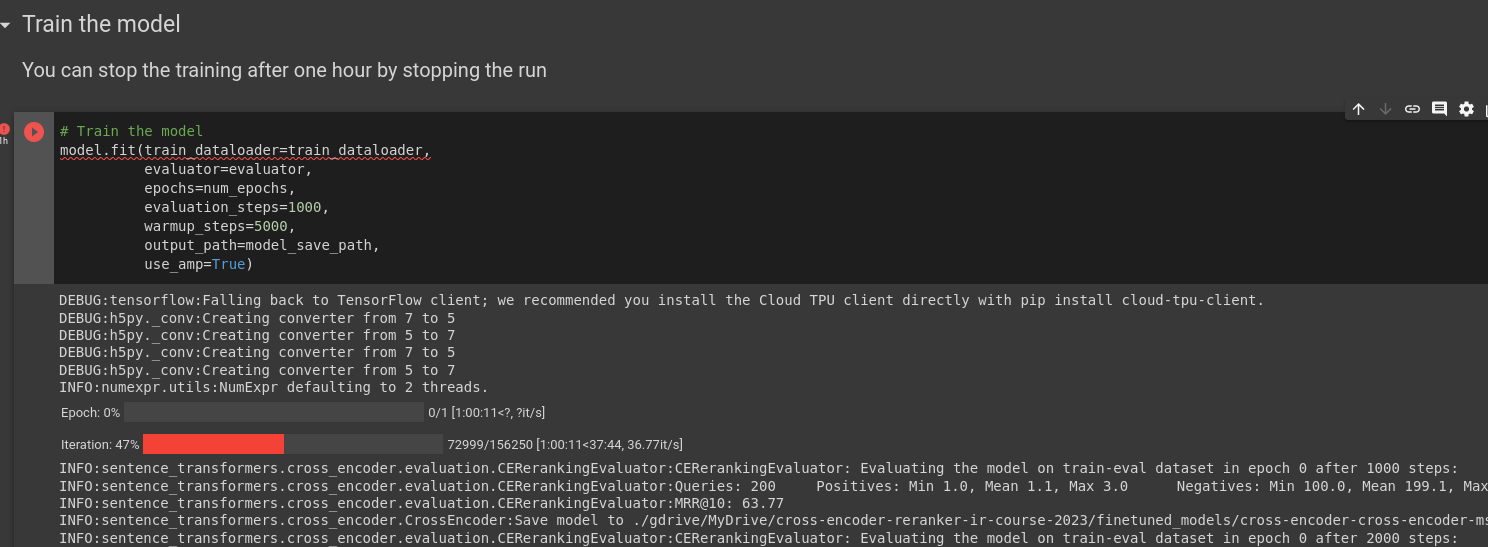 Train the model
You can stop the training after one hour by stopping the run
!
1h
# Train the model
model.fit(train_dataloader=train_dataloader,
evaluator=evaluator,
epochs=num_epochs,
evaluation_steps=1000,
warmup_steps=5000,
output_path=model_save_path,
use_amp=True)
DEBUG:tensorflow:Falling back to TensorFlow client; we recommended you install the Cloud TPU client directly with pip install cloud-tpu-client.
DEBUG:h5py._conv:Creating converter from 7 to 5
DEBUG:h5py._conv:Creating converter from 5 to 7
DEBUG:h5py._conv:Creating converter from 7 to 5
DEBUG:h5py._conv:Creating converter from 5 to 7
INFO:numexpr.utils:NumExpr defaulting to 2 threads.
Epoch: 0% 0/1 [1:00:11<?, ?it/s]
Iteration: 47% 72999/156250 [1:00:11<37:44, 36.77it/s]
INFO:sentence_transformers.cross_encoder.evaluation.CERerankingEvaluator:CERerankingEvaluator: Evaluating the model on train-eval dataset in epoch 0 after 1000 steps:
INFO:sentence_transformers.cross_encoder.evaluation.CERerankingEvaluator:Queries: 200 Positives: Min 1.0, Mean 1.1, Max 3.0 Negatives: Min 100.0, Mean 199.1, Max
INFO:sentence_transformers.cross_encoder.evaluation.CERerankingEvaluator:MRR@10: 63.77
INFO:sentence_transformers.cross_encoder.CrossEncoder:Save model to ./gdrive/MyDrive/cross-encoder-reranker-ir-course-2023/finetuned_models/cross-encoder-cross-encoder-ms
INFO:sentence_transformers.cross_encoder.evaluation.CERerankingEvaluator:CERerankingEvaluator: Evaluating the model on train-eval dataset in epoch 0 after 2000 steps: